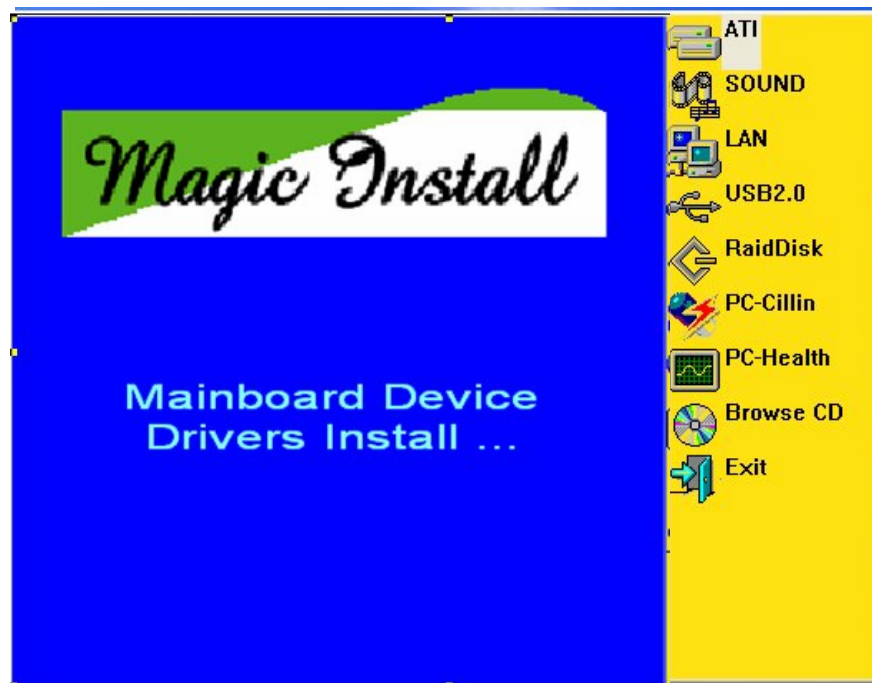 Magic Install
Mainboard Device
Drivers Install ...
ATI
SOUND
LAN
USB2.0
RaidDisk
PC-Cillin
PC-Health
Browse CD
Exit